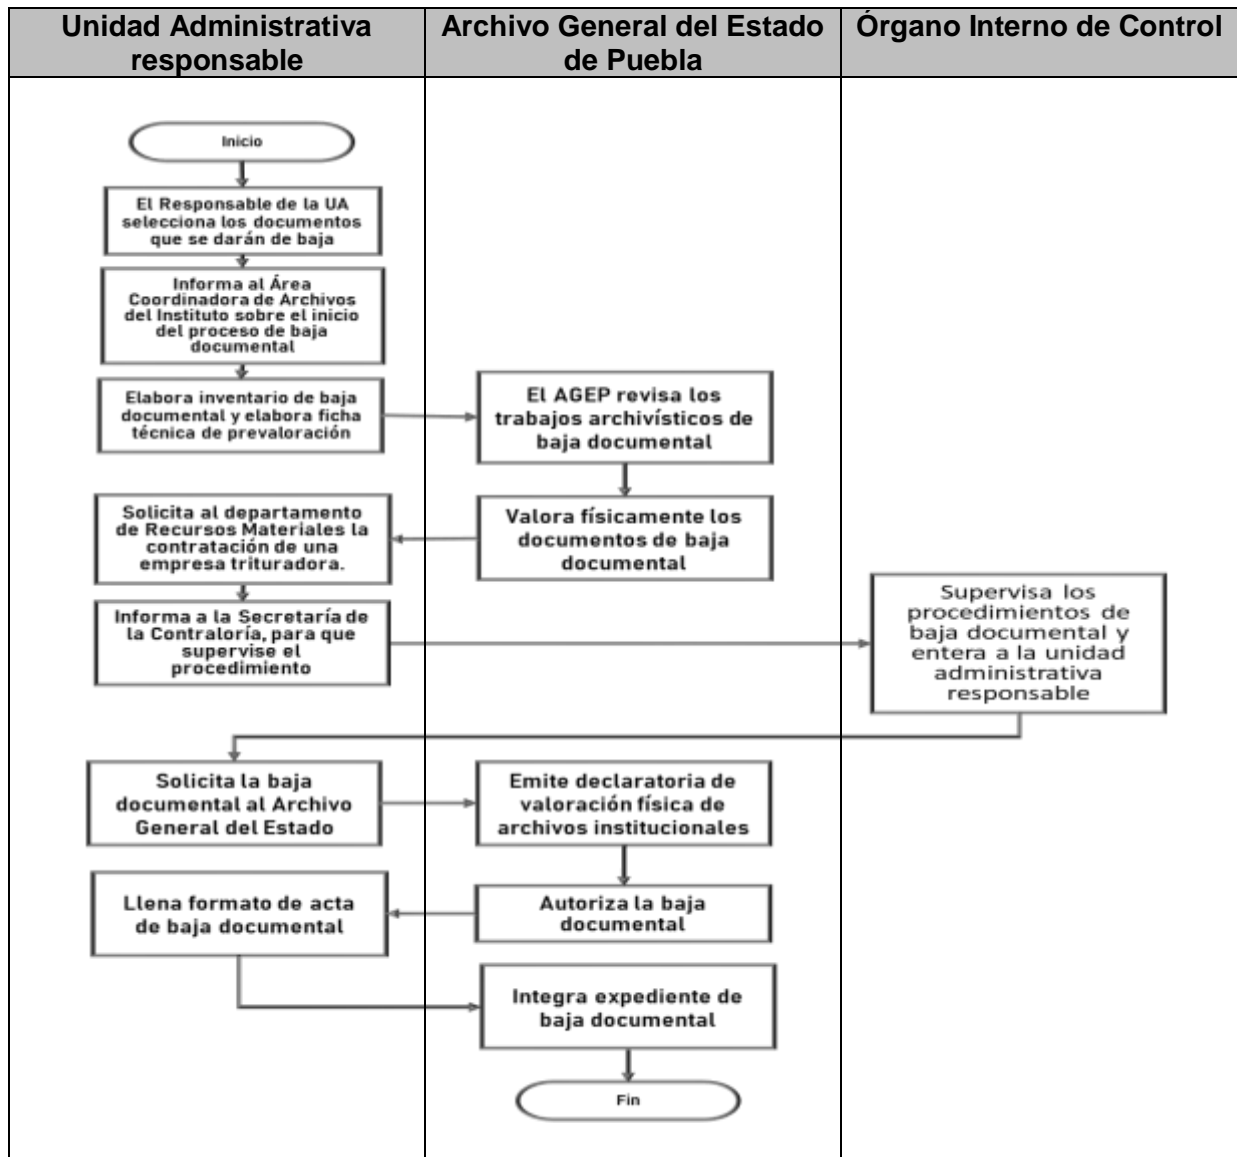 Unidad Administrativa
responsable
Archivo General del Estado
de Puebla
Órgano Interno de Control
Inicio
El Responsable de la UA
selecciona los documentos
que se darán de baja
Informa al Área
Coordinadora de Archivos
del Instituto sobre el inicio
del proceso de baja
documental
Elabora inventario de baja
documental y elabora ficha
técnica de prevaloración
El AGEP revisa los
trabajos archivísticos de
baja documental
Valora físicamente los
documentos de baja
documental
Solicita al departamento
de Recursos Materiales la
contratación de una
empresa trituradora.
Informa a la Secretaría de
la Contraloría, para que
supervise el
procedimiento
Supervisa los
procedimientos de
baja documental y
entera a la unidad
administrativa
responsable
Solicita la baja
documental al Archivo
General del Estado
Emite declaratoria de
valoración física de
archivos institucionales
Autoriza la baja
documental
Llena formato de acta
de baja documental
Integra expediente de
baja documental
Fin